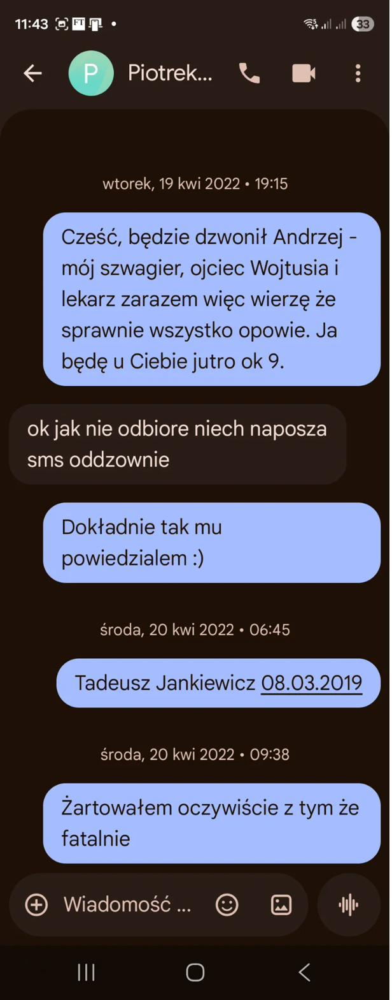 11:43 FT 5 33
P Piotrek...
wtorek, 19 kwi 2022 • 19:15
Cześć, będzie dzwonił Andrzej -
mój szwagier, ojciec Wojtusia i
lekarz zarazem więc wierzę że
sprawnie wszystko opowie. Ja
będę u Ciebie jutro ok 9.
ok jak nie odbiore niech naposza
sms oddzownie
Dokładnie tak mu
powiedzialem :)
środa, 20 kwi 2022 • 06:45
Tadeusz Jankiewicz 08.03.2019
środa, 20 kwi 2022 • 09:38
Żartowałem oczywiście z tym że
fatalnie
Wiadomość ...